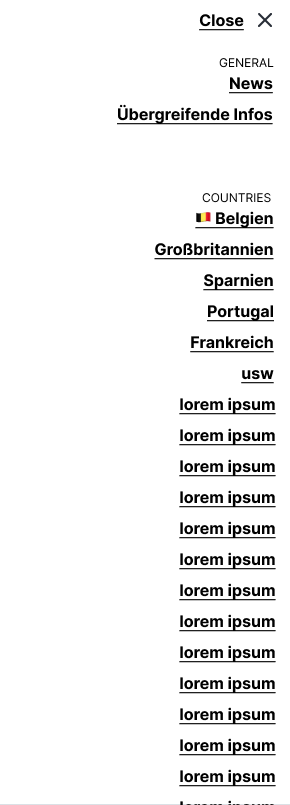 Close
GENERAL
News
Übergreifende Infos
COUNTRIES
🇧🇪 Belgien
Großbritannien
Sparnien
Portugal
Frankreich
usw
lorem ipsum
lorem ipsum
lorem ipsum
lorem ipsum
lorem ipsum
lorem ipsum
lorem ipsum
lorem ipsum
lorem ipsum
lorem ipsum
lorem ipsum
lorem ipsum
lorem ipsum